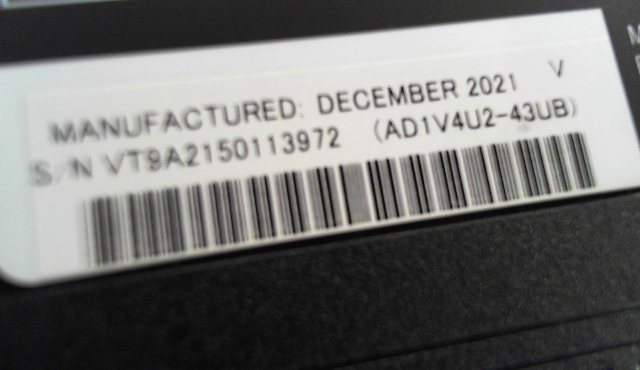 MANUFACTURED: DECEMBER 2021 V
S/N VT9A2150113972 (AD1V4U2-43UB)